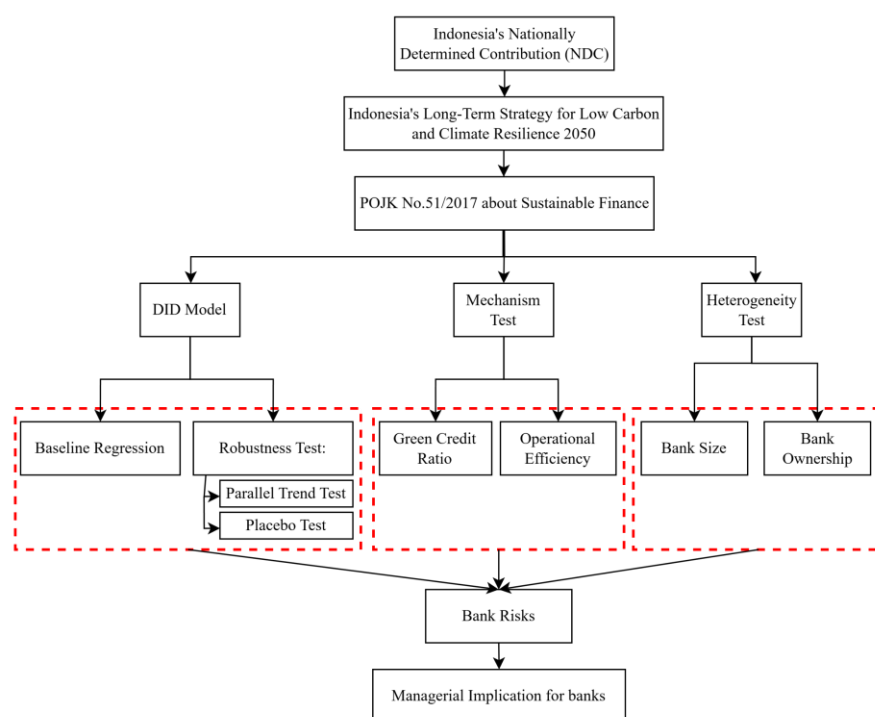 Indonesia's Nationally
Determined Contribution (NDC)
Indonesia's Long-Term Strategy for Low Carbon
and Climate Resilience 2050
POJK No.51/2017 about Sustainable Finance
DID Model
Mechanism
Test
Heterogeneity
Test
Baseline Regression
Robustness Test:
Parallel Trend Test
Placebo Test
Green Credit
Ratio
Operational
Efficiency
Bank Size
Bank
Ownership
Bank Risks
Managerial Implication for banks